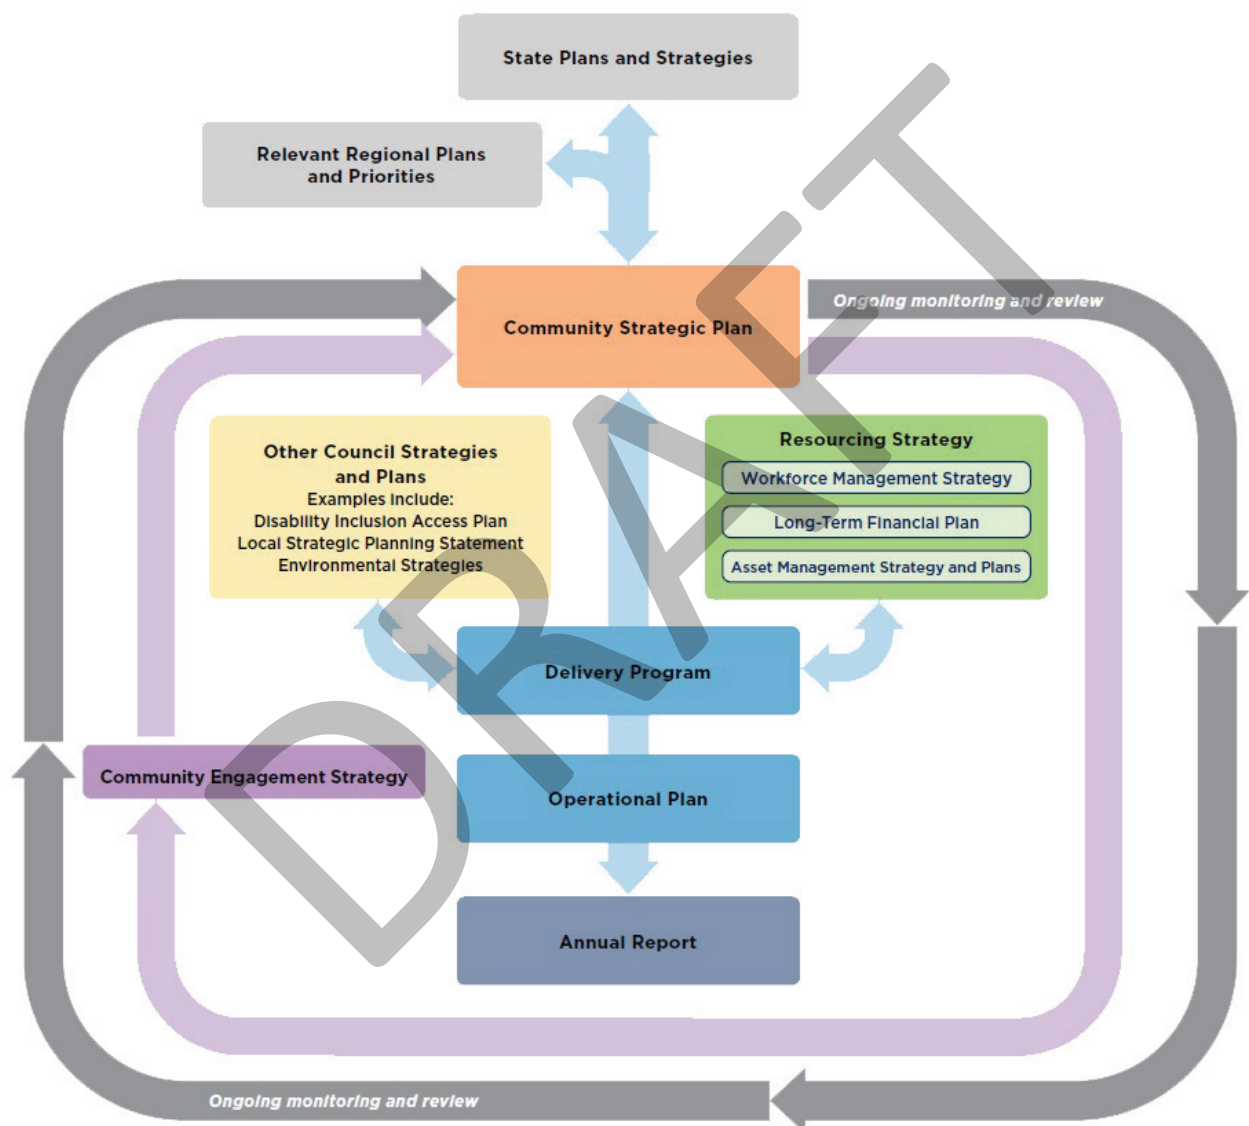 State Plans and Strategies
Relevant Regional Plans
and Priorities
Community Strategic Plan
Ongoing monitoring and review
Other Council Strategies
and Plans
Examples Include:
Disability Inclusion Access Plan
Local Strategic Planning Statement
Environmental Strategies
Resourcing Strategy
Workforce Management Strategy
Long-Term Financial Plan
Asset Management Strategy and Plans
Delivery Program
Community Engagement Strategy
Operational Plan
Annual Report
Ongoing monitoring and review
DRAFT